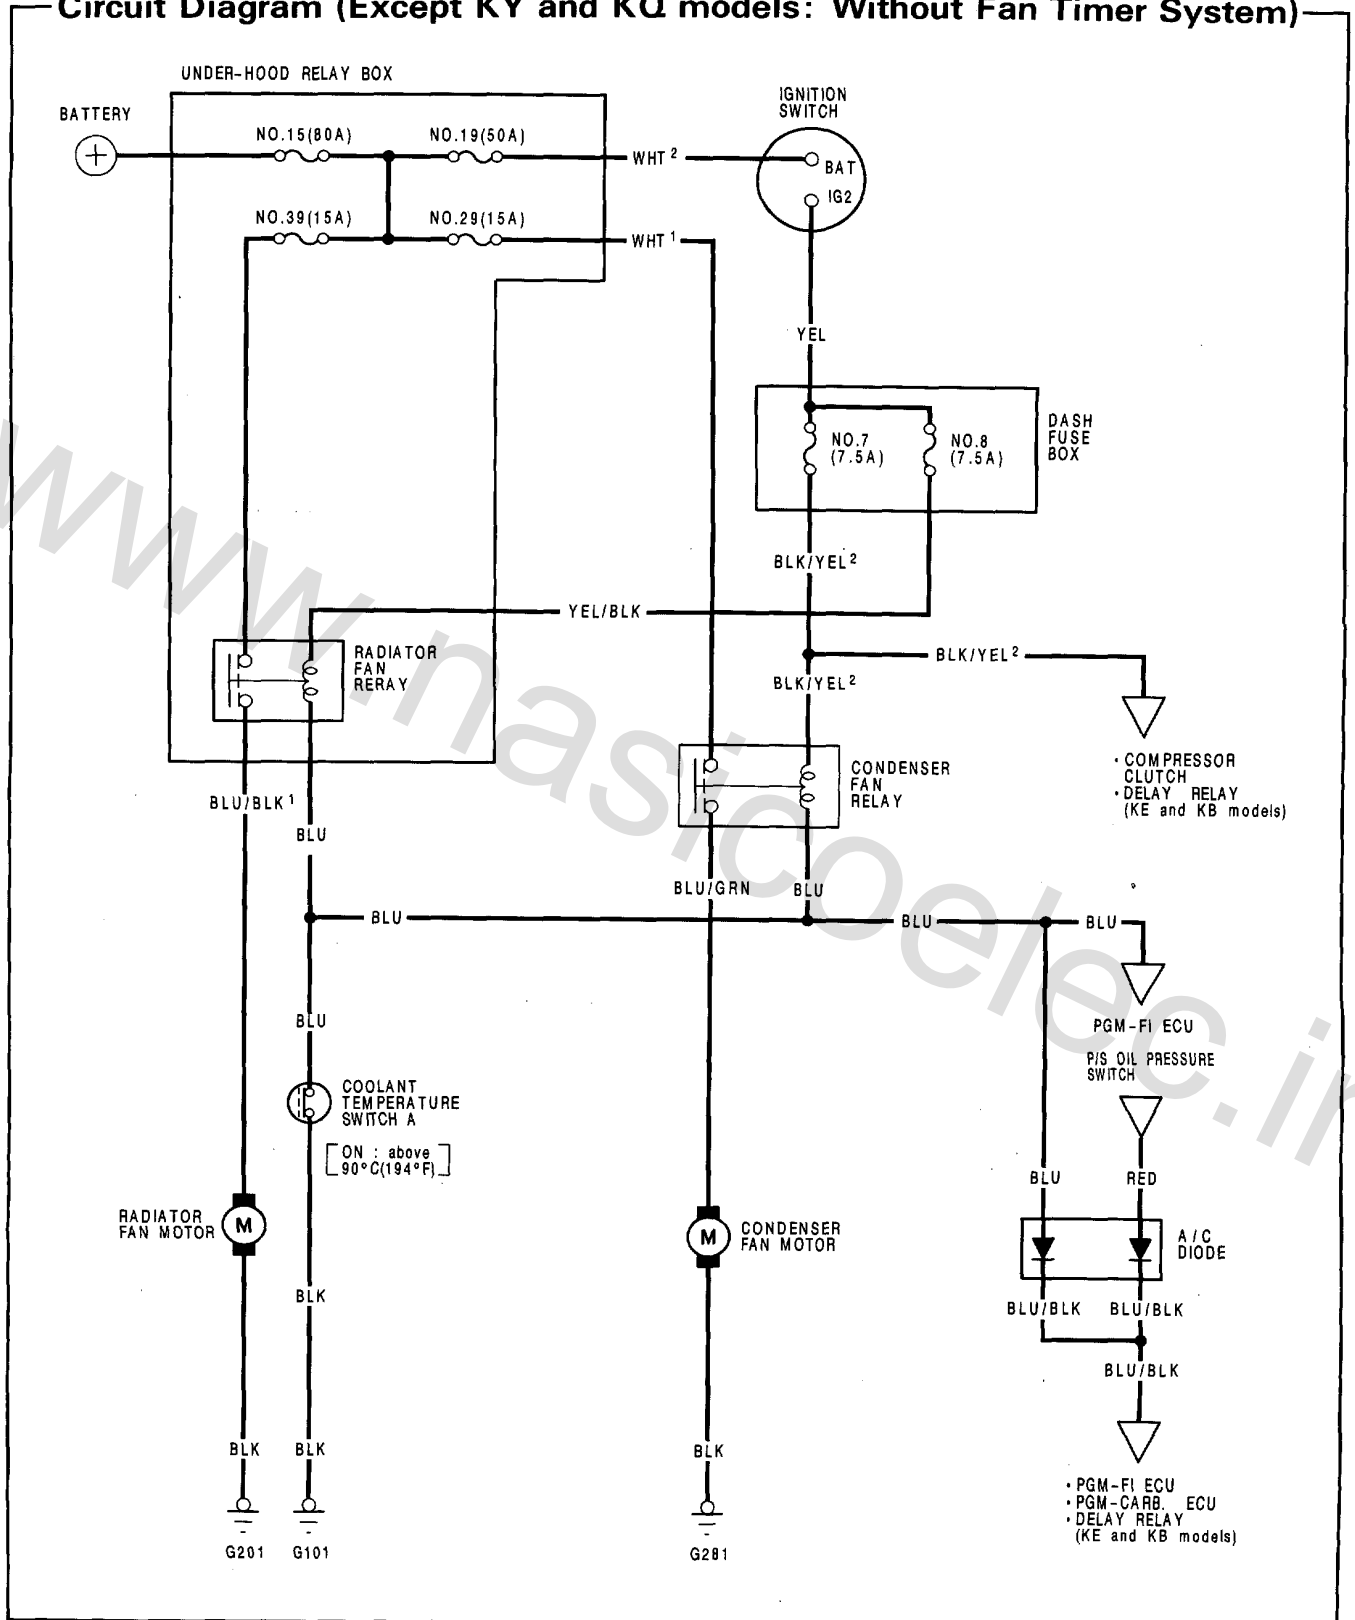 Circuit Diagram (Except KY and KQ models: Without Fan Timer System)
UNDER-HOOD RELAY BOX
BATTERY
NO.15(80A)
NO.19(50A)
WHT 2
IGNITION
SWITCH
BAT
IG2
NO.39(15A)
NO.29(15A)
WHT 1
YEL
NO.7
(7.5A)
NO.8
(7.5A)
DASH
FUSE
BOX
BLK/YEL 2
YEL/BLK
RADIATOR
FAN
RERAY
BLK/YEL 2
BLK/YEL 2
COMPRESSOR
CLUTCH
DELAY RELAY
(KE and KB models)
CONDENSER
FAN
RELAY
BLU/BLK 1
BLU
BLU/GRN
BLU
BLU
BLU
BLU
PGM-FI ECU
P/S OIL PRESSURE
SWITCH
BLU
COOLANT
TEMPERATURE
SWITCH A
ON : above
90°C(194°F)
BLU
RED
RADIATOR
FAN MOTOR
M
M
CONDENSER
FAN MOTOR
A/C
DIODE
BLK
BLU/BLK
BLU/BLK
BLU/BLK
BLK
BLK
BLK
G201
G101
G281
PGM-FI ECU
PGM-CARB. ECU
DELAY RELAY
(KE and KB models)
www.nasicoelec.ir